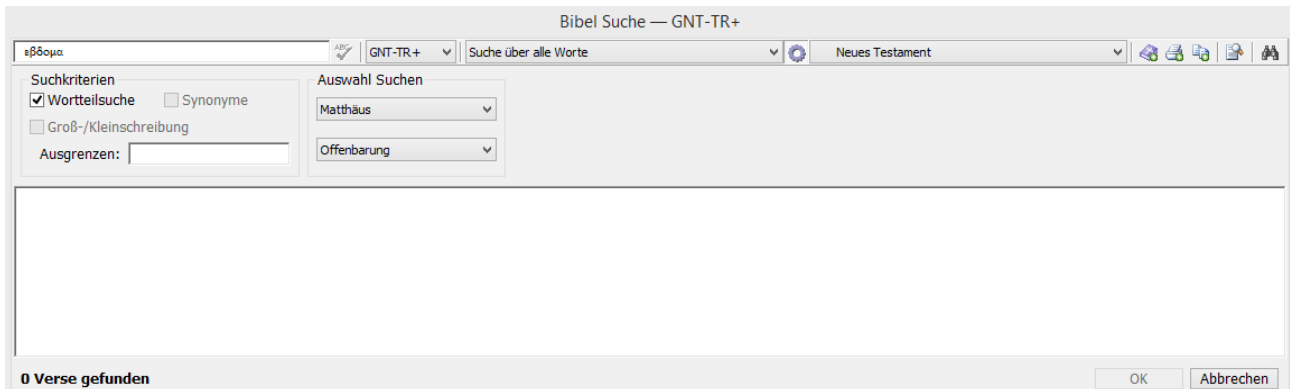 Bibel Suche — GNT-TR+
εβδομα ABC GNT-TR+ Suche über alle Worte Neues Testament
Suchkriterien Auswahl Suchen
Wortteilsuche Synonyme Matthäus
Groß-/Kleinschreibung
Ausgrenzen: Offenbarung
0 Verse gefunden OK Abbrechen